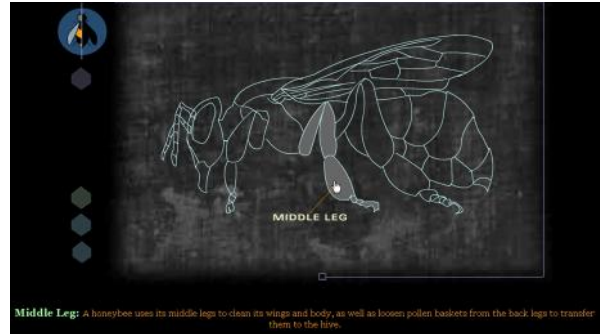 MIDDLE LEG
Middle Leg: A honeybee uses its middle legs to clean its wings and body, as well as loosen pollen baskets from the back legs to transfer
them to the hive.